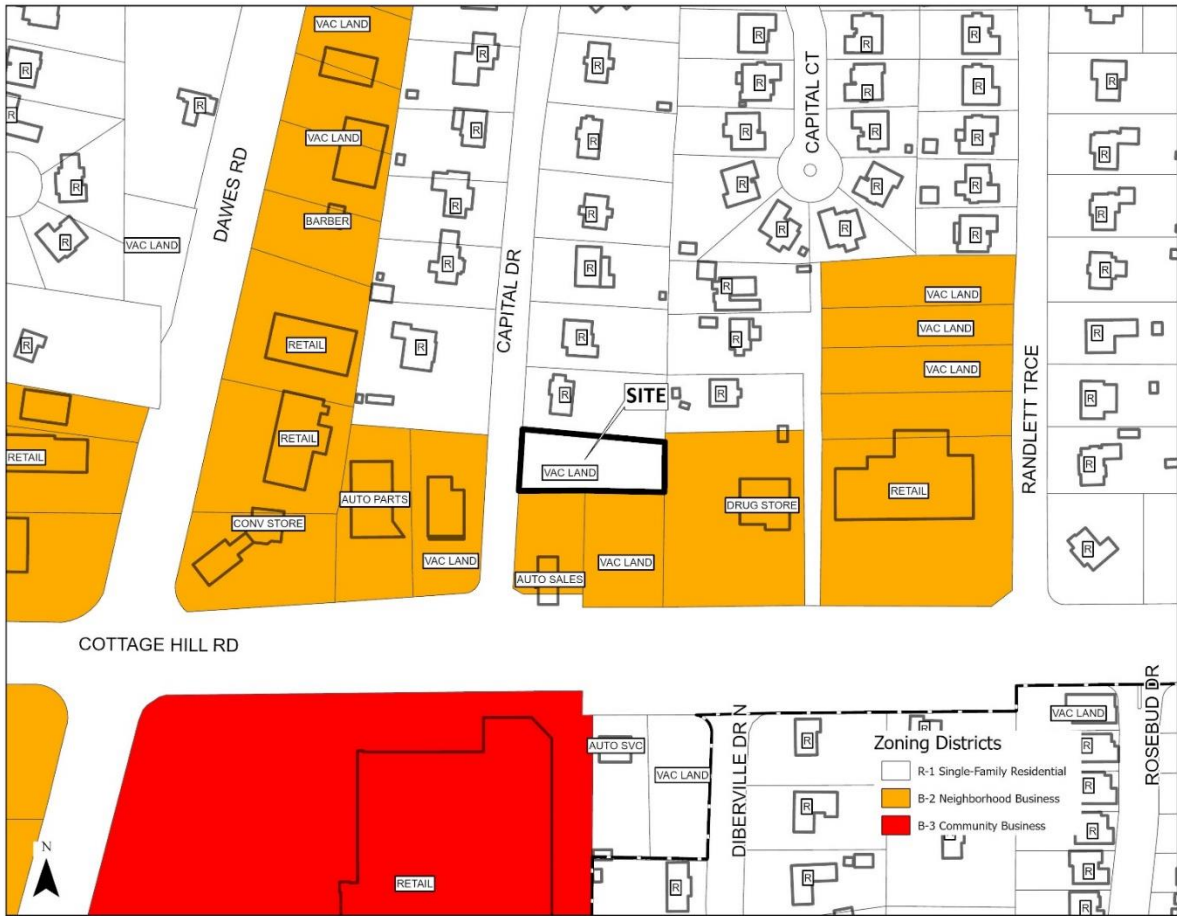 VAC LAND
R
R
R
R
R
R
R
R
R
R
CAPITAL CT
R
R
R
R
VAC LAND
R
R
R
R
R
R
R
DAWES RD
BARBER
R
R
R
R
R
R
R
R
R
R
R
VAC LAND
R
R
R
R
CAPITAL DR
R
VAC LAND
RETAIL
R
R
R
R
VAC LAND
R
VAC LAND
SITE
R
R
R
RANDLETT TRCE
RETAIL
RETAIL
VAC LAND
R
RETAIL
AUTO PARTS
DRUG STORE
CONV STORE
VAC LAND
VAC LAND
R
AUTO SALES
COTTAGE HILL RD
ROSEBUD DR
VAC LAND
AUTO SVC
R
R
R
VAC LAND
DIBERVILLE DR N
Zoning Districts
R-1 Single-Family Residential
B-2 Neighborhood Business
B-3 Community Business
R
R
R
R
N
RETAIL
R
R
R